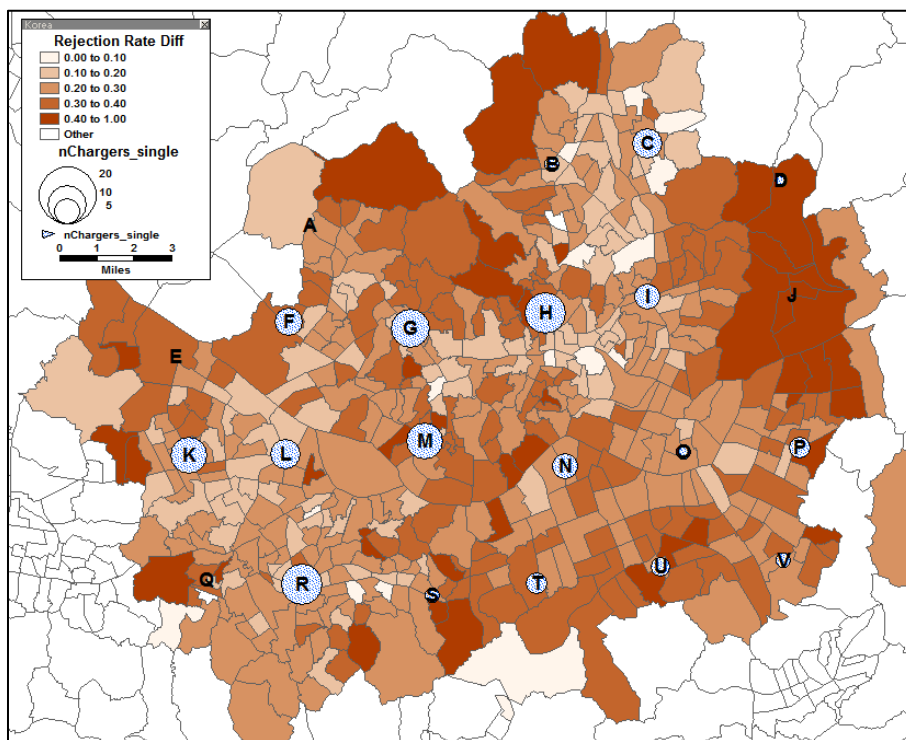 Korea
Rejection Rate Diff
0.00 to 0.10
0.10 to 0.20
0.20 to 0.30
0.30 to 0.40
0.40 to 1.00
Other
nChargers_single
20
10
5
nChargers_single
0 1 2 3
Miles
A
B
C
D
E
F
G
H
I
J
K
L
M
N
O
P
Q
R
S
T
U
V